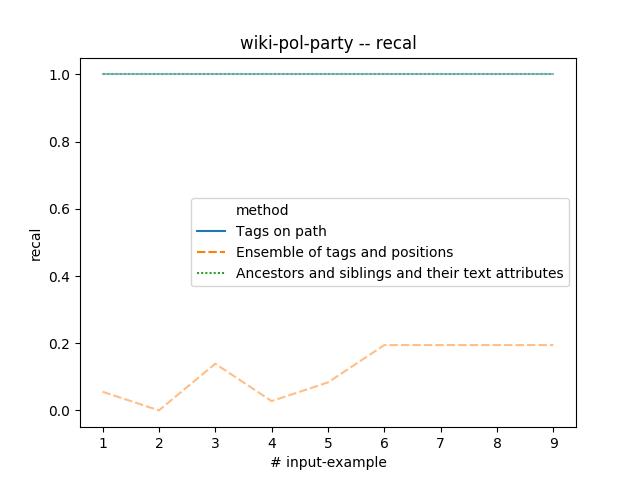 wiki-pol-party -- recal
1.0
0.8
0.6
0.4
0.2
0.0
recal
method
Tags on path
Ensemble of tags and positions
Ancestors and siblings and their text attributes
1 2 3 4 5 6 7 8 9
# input-example